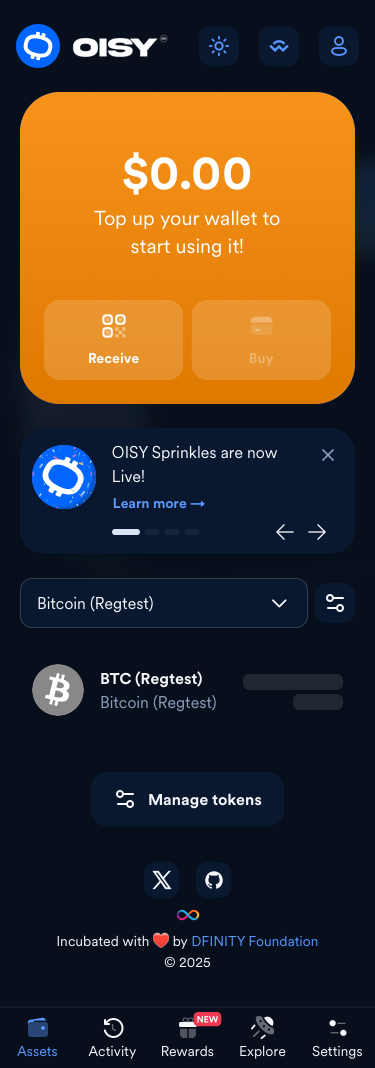 OISY
$0.00
Top up your wallet to
start using it!
Receive
Buy
OISY Sprinkles are now
Live!
Learn more →
Bitcoin (Regtest)
BTC (Regtest)
Bitcoin (Regtest)
Manage tokens
Incubated with ❤️ by DFINITY Foundation
© 2025
NEW
Assets
Activity
Rewards
Explore
Settings